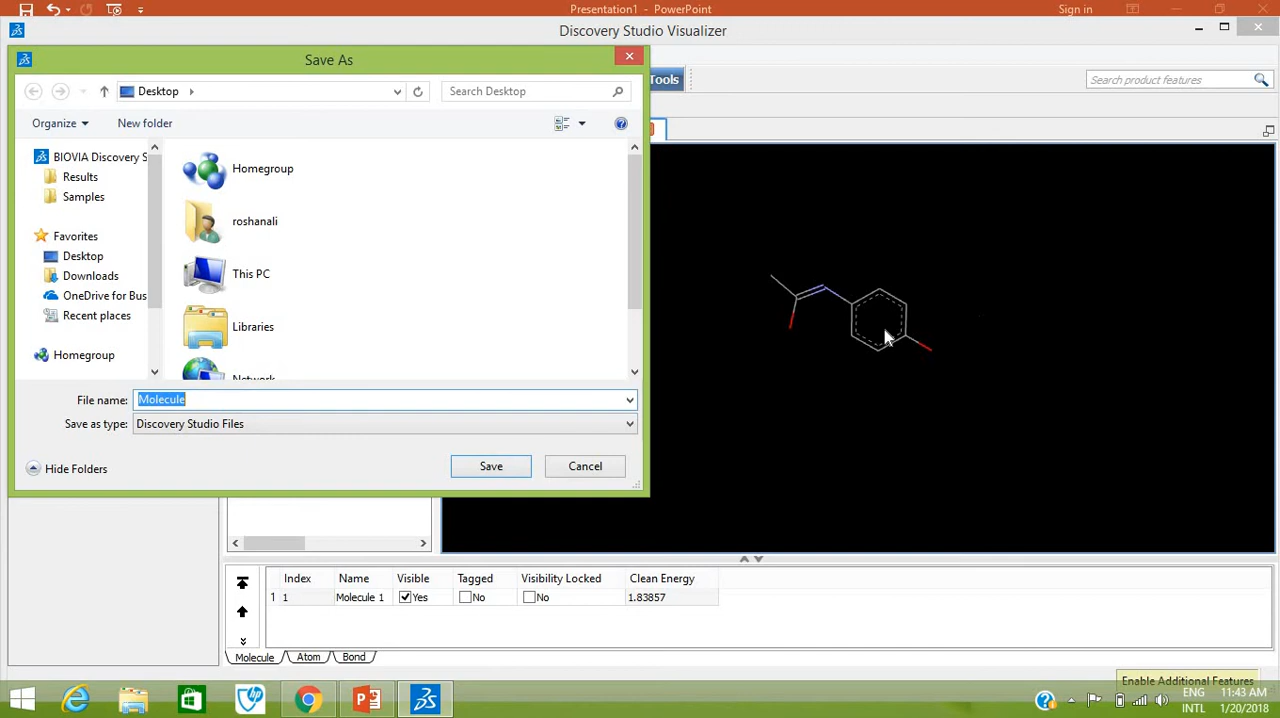 Presentation1 - PowerPoint
Sign in
Discovery Studio Visualizer
Save As
Tools
Search product features
Desktop
Search Desktop
Organize
New folder
BIOVIA Discovery S
Results
Samples
Favorites
Desktop
Downloads
OneDrive for Bus
Recent places
Homegroup
Homegroup
roshanali
This PC
Libraries
Network
File name: Molecule
Save as type: Discovery Studio Files
Hide Folders
Save
Cancel
Index Name Visible Tagged Visibility Locked Clean Energy
1 1 Molecule 1 Yes No No 1.83857
Molecule Atom Bond
Enable Additional Features
ENG 11:43 AM
INTL 1/20/2018